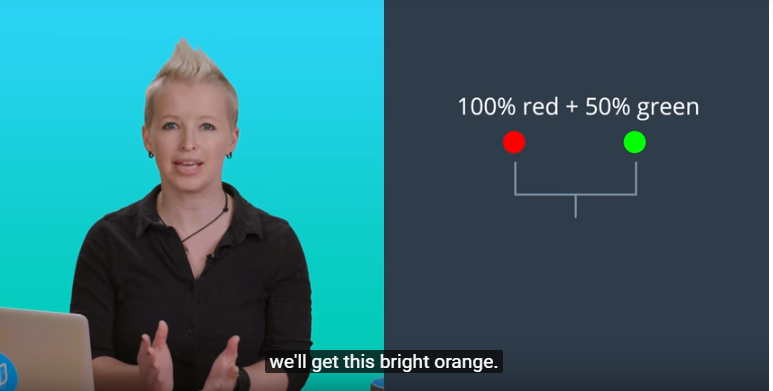 100% red + 50% green
we'll get this bright orange.